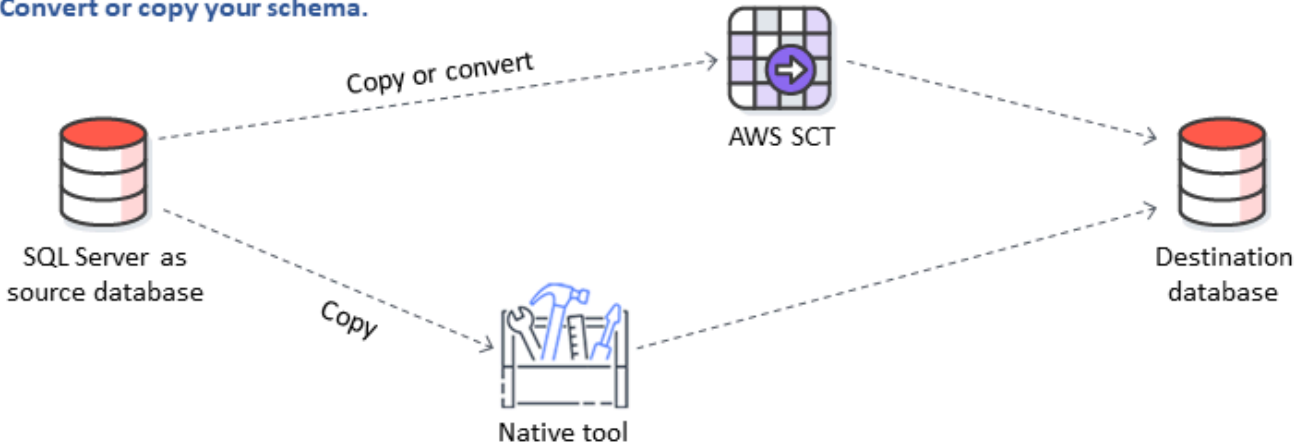 Convert or copy your schema.
Copy or convert
AWS SCT
SQL Server as
source database
Destination
database
Copy
Native tool